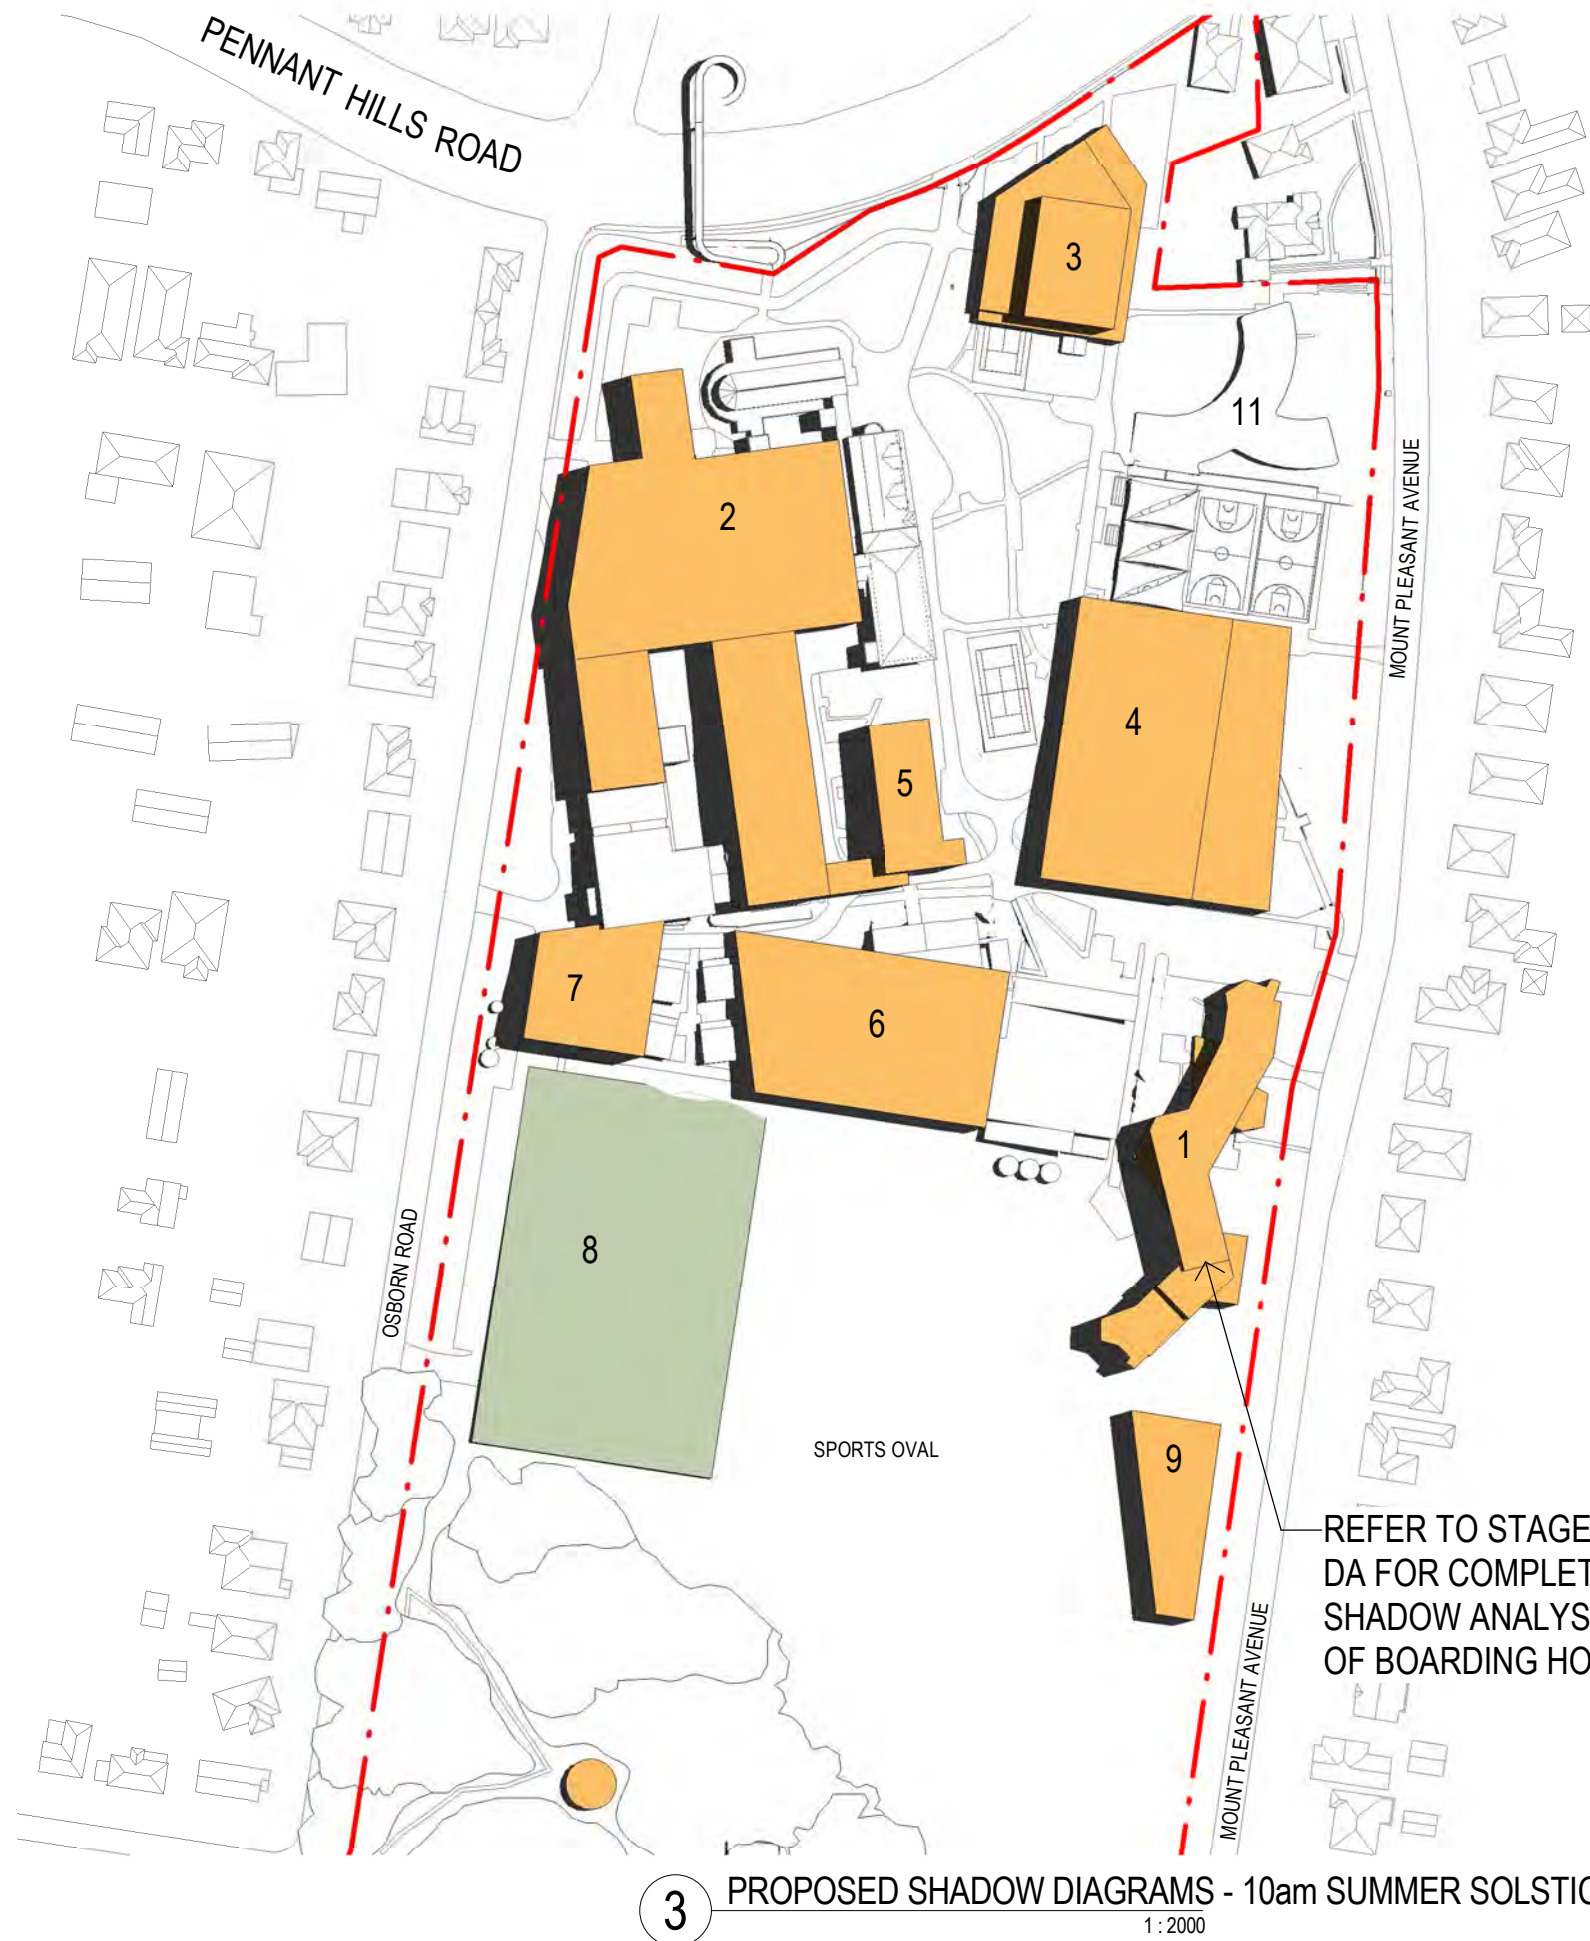 PENNANT HILLS ROAD
3
11
2
MOUNT PLEASANT AVENUE
4
5
7
6
1
8
OSBORN ROAD
SPORTS OVAL
9
REFER TO STAGE
DA FOR COMPLET
SHADOW ANALYS
OF BOARDING HO
MOUNT PLEASANT AVENUE
3 PROPOSED SHADOW DIAGRAMS - 10am SUMMER SOLSTIC
1 : 2000